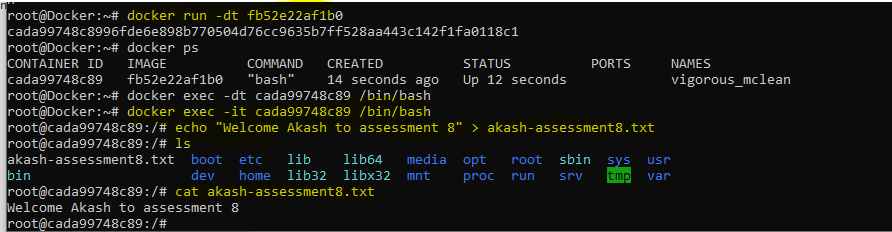 root@Docker:~# docker run -dt fb52e22af1b0
cada99748c8996fde6e898b770504d76cc9635b7ff528aa443c142f1fa0118c1
root@Docker:~# docker ps
CONTAINER ID   IMAGE          COMMAND   CREATED          STATUS          PORTS     NAMES
cada99748c89   fb52e22af1b0   "bash"    14 seconds ago   Up 12 seconds             vigorous_mclean
root@Docker:~# docker exec -dt cada99748c89 /bin/bash
root@Docker:~# docker exec -it cada99748c89 /bin/bash
root@cada99748c89:/# echo "Welcome Akash to assessment 8" > akash-assessment8.txt
root@cada99748c89:/# ls
akash-assessment8.txt  boot  etc   lib    lib64   media  opt   root  sbin  sys  usr
bin                    dev   home  lib32  libx32  mnt    proc  run   srv   tmp  var
root@cada99748c89:/# cat akash-assessment8.txt
Welcome Akash to assessment 8
root@cada99748c89:/#